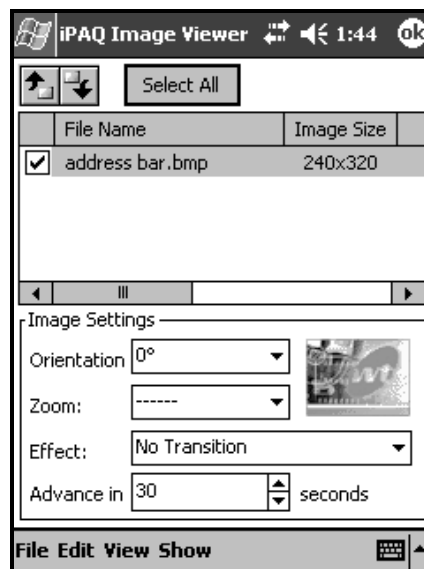 iPAQ Image Viewer 1:44 ok
Select All
File Name Image Size
address bar.bmp 240x320
Image Settings
Orientation 0°
Zoom: ------
Effect: No Transition
Advance in 30 seconds
File Edit View Show